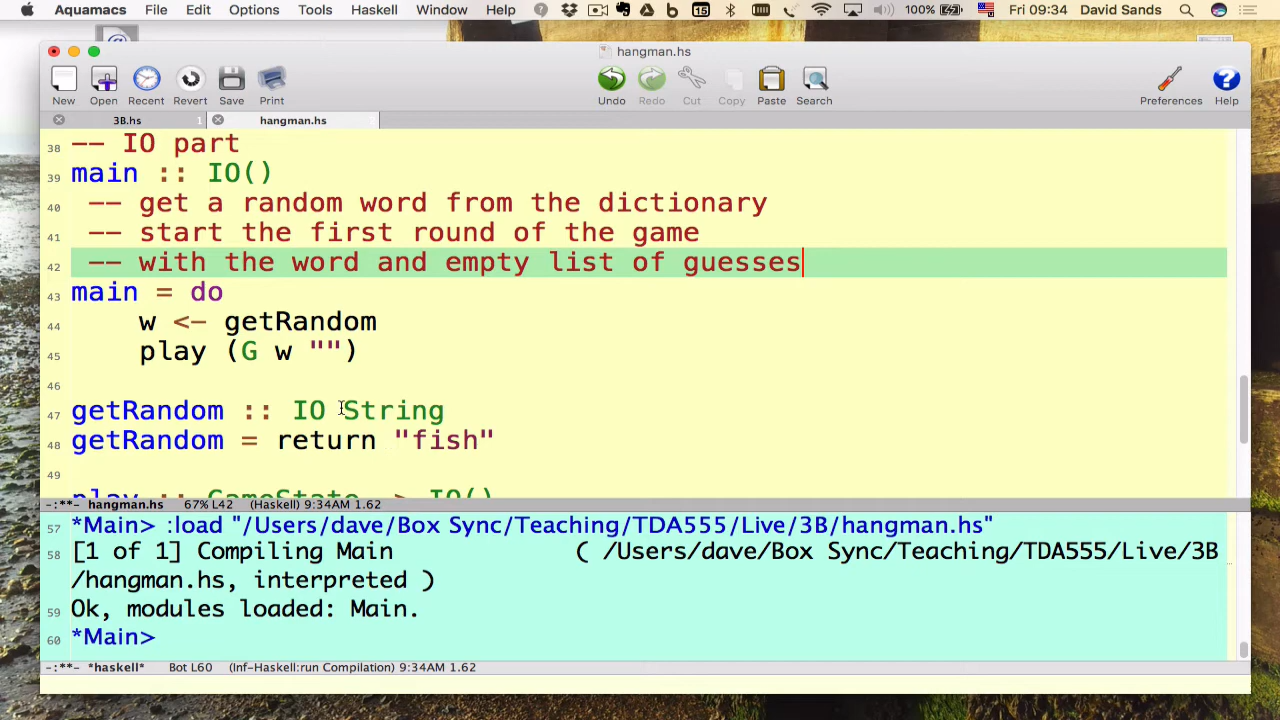 Aquamacs File Edit Options Tools Haskell Window Help 15 100% Fri 09:34 David Sands
hangman.hs
New Open Recent Revert Save Print Undo Redo Cut Copy Paste Search Preferences Help
3B.hs 1 hangman.hs
38 -- IO part
39 main :: IO()
40 -- get a random word from the dictionary
41 -- start the first round of the game
42 -- with the word and empty list of guesses
43 main = do
44 w <- getRandom
45 play (G w "")
46
47 getRandom :: IO String
48 getRandom = return "fish"
49
play :: GameState -> IO()
-:**- hangman.hs 67% L42 (Haskell) 9:34AM 1.62
57 *Main> :load "/Users/dave/Box Sync/Teaching/TDA555/Live/3B/hangman.hs"
58 [1 of 1] Compiling Main ( /Users/dave/Box Sync/Teaching/TDA555/Live/3B
/hangman.hs, interpreted )
59 Ok, modules loaded: Main.
60 *Main>
-:**- *haskell* Bot L60 (Inf-Haskell:run Compilation) 9:34AM 1.62